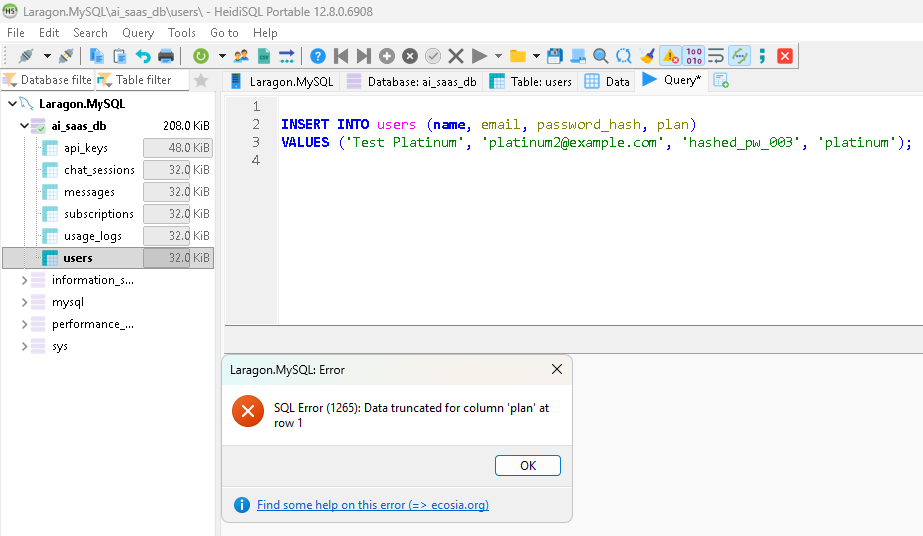 Laragon.MySQL\ai_saas_db\users\ - HeidiSQL Portable 12.8.0.6908
File Edit Search Query Tools Go to Help
Database filte Table filter
Laragon.MySQL Database: ai_saas_db Table: users Data Query*
Laragon.MySQL
ai_saas_db 208.0 KiB
api_keys 48.0 KiB
chat_sessions 32.0 KiB
messages 32.0 KiB
subscriptions 32.0 KiB
usage_logs 32.0 KiB
users 32.0 KiB
information_s...
mysql
performance_...
sys
1
2 INSERT INTO users (name, email, password_hash, plan)
3 VALUES ('Test Platinum', 'platinum2@example.com', 'hashed_pw_003', 'platinum');
4
Laragon.MySQL: Error
SQL Error (1265): Data truncated for column 'plan' at
row 1
OK
Find some help on this error (=> ecosia.org)